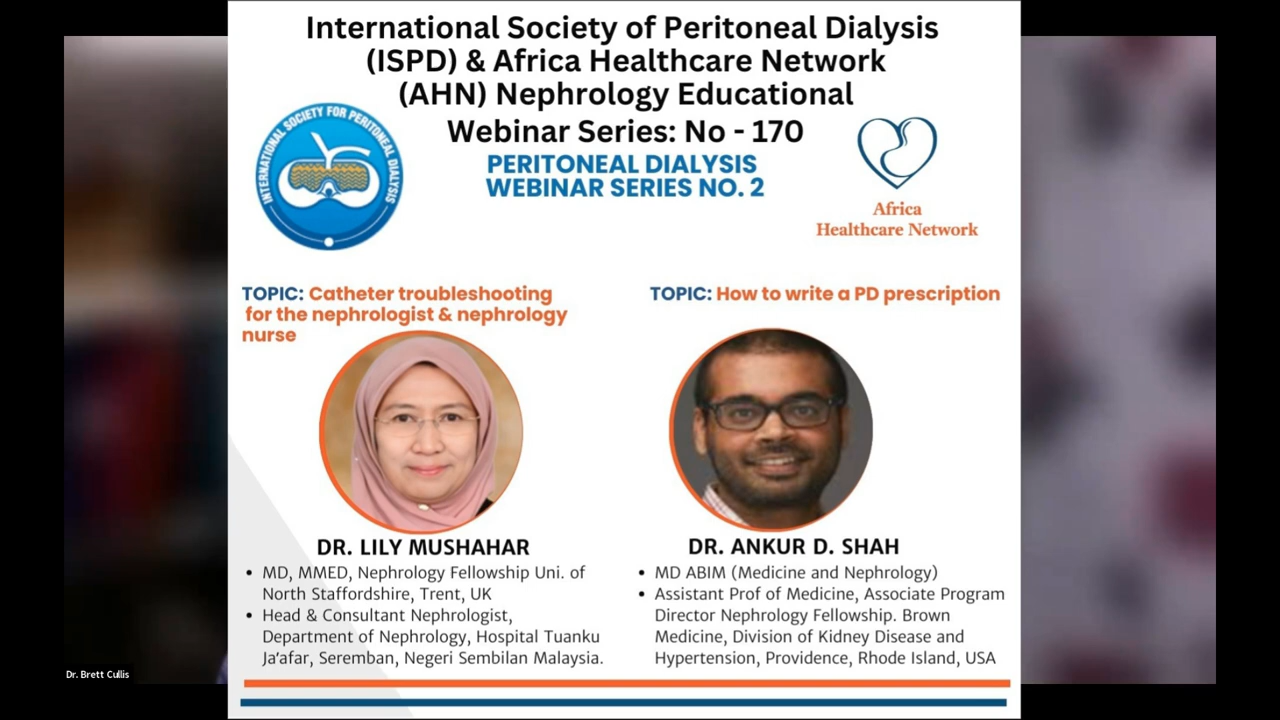 International Society of Peritoneal Dialysis
(ISPD) & Africa Healthcare Network
(AHN) Nephrology Educational
Webinar Series: No - 170
PERITONEAL DIALYSIS
WEBINAR SERIES NO. 2
INTERNATIONAL SOCIETY FOR PERITONEAL DIALYSIS
Africa
Healthcare Network
TOPIC: Catheter troubleshooting
for the nephrologist & nephrology
nurse
TOPIC: How to write a PD prescription
DR. LILY MUSHAHAR
• MD, MMED, Nephrology Fellowship Uni. of
North Staffordshire, Trent, UK
• Head & Consultant Nephrologist,
Department of Nephrology, Hospital Tuanku
Ja'afar, Seremban, Negeri Sembilan Malaysia.
DR. ANKUR D. SHAH
• MD ABIM (Medicine and Nephrology)
• Assistant Prof of Medicine, Associate Program
Director Nephrology Fellowship. Brown
Medicine, Division of Kidney Disease and
Hypertension, Providence, Rhode Island, USA
Dr. Brett Cullis